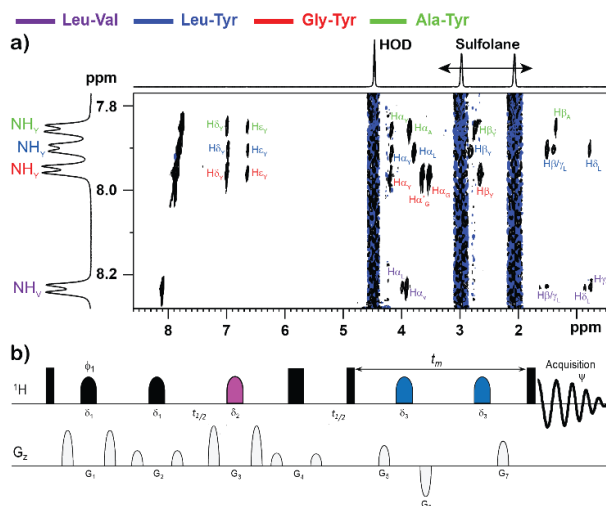 Leu-Val Leu-Tyr Gly-Tyr Ala-Tyr
a) HOD Sulfolane
ppm
7.8
NHY HδY HεY HαY HαA HβY HβA
NHY HδY HεY HαY HαL HβY Hβ/γL HδL
NHY HδY HεY HαY Hα'G HαG HβY
8.0
8.2
NHV HαL HαV Hβ/γL HδL Hγ
8 7 6 5 4 3 2 ppm
b) ϕ1 tm Acquisition
ψ
1H
δ1 δ1 t1/2 δ2 t1/2 δ3 δ3
Gz
G1 G2 G3 G4 G5 G7